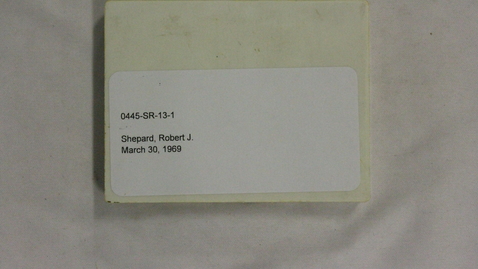 0445-SR-13-1
Shepard, Robert J.
March 30, 1969